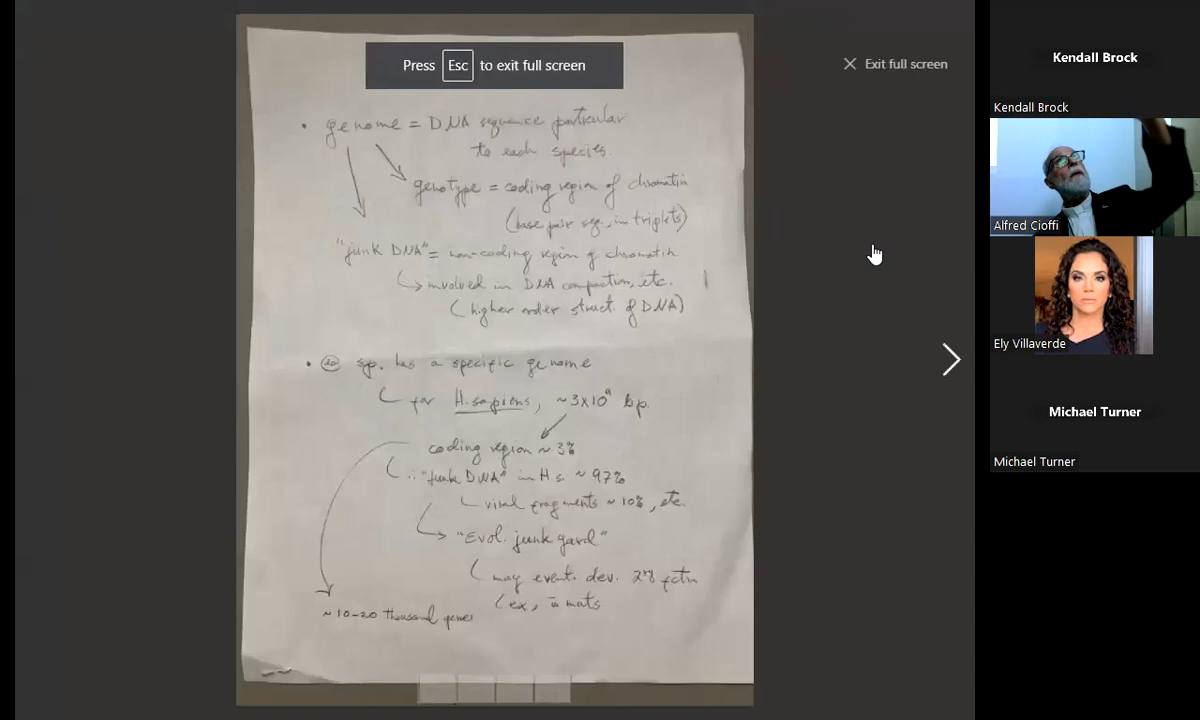 Press Esc to exit full screen
Exit full screen
• genome = DNA sequence particular
to each species.
genotype = coding region of chromatin
(base pair seq., in triplets)
"junk DNA" = non-coding region of chromatin
involved in DNA compaction, etc.
(higher order struct. of DNA)
• ea sp. has a specific genome
for H. sapiens, ~3x10⁹ bp.
coding region ~ 3%
∴ "junk DNA" in H.s. ~ 97%
viral fragments ~ 10%, etc.
"Evol. junk yard"
may event. dev. 2ry fctn
(ex, in
~ 10-20 thousand genes
Kendall Brock
Kendall Brock
Alfred Cioffi
Ely Villaverde
Michael Turner
Michael Turner